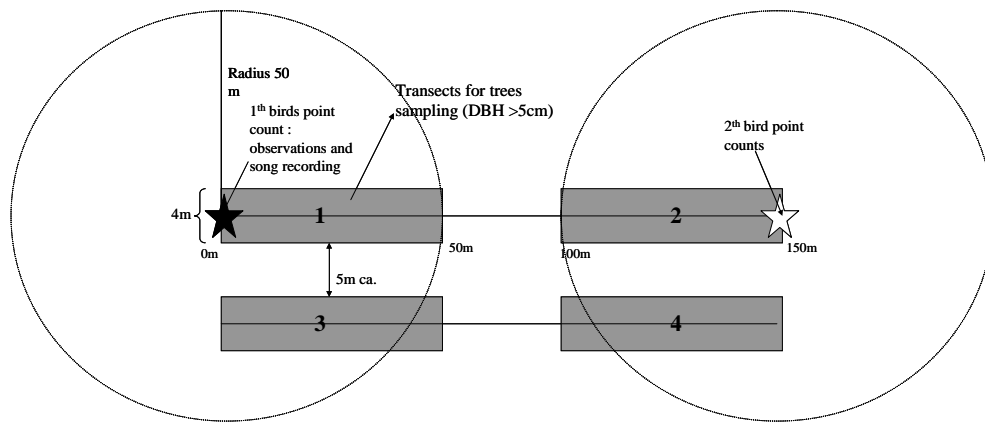 Radius 50
m
1th birds point
count :
observations and
song recording
Transects for trees
sampling (DBH >5cm)
2th bird point
counts
4m
1
2
0m
50m
100m
150m
5m ca.
3
4